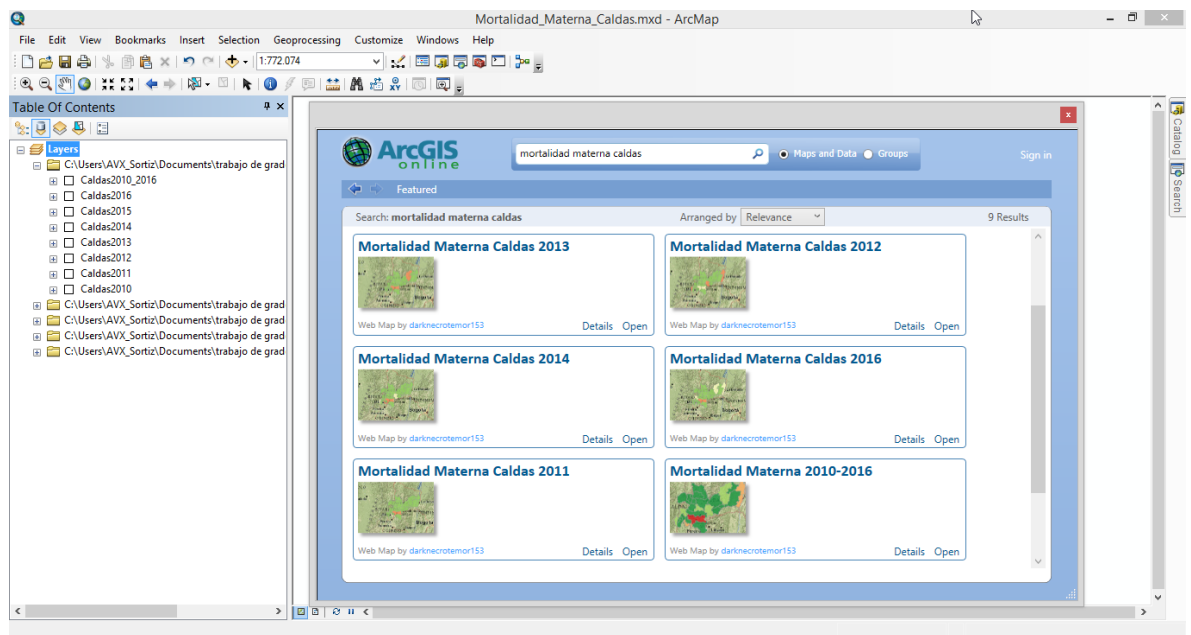 Mortalidad_Materna_Caldas.mxd - ArcMap
File Edit View Bookmarks Insert Selection Geoprocessing Customize Windows Help
1:772.074
Table Of Contents
Layers
C:\Users\AVX_Sortiz\Documents\trabajo de grad
Caldas2010_2016
Caldas2016
Caldas2015
Caldas2014
Caldas2013
Caldas2012
Caldas2011
Caldas2010
C:\Users\AVX_Sortiz\Documents\trabajo de grad
C:\Users\AVX_Sortiz\Documents\trabajo de grad
C:\Users\AVX_Sortiz\Documents\trabajo de grad
C:\Users\AVX_Sortiz\Documents\trabajo de grad
ArcGIS
online
mortalidad materna caldas
Maps and Data Groups
Sign in
Featured
Search: mortalidad materna caldas
Arranged by Relevance
9 Results
Mortalidad Materna Caldas 2013
Web Map by darknecrotemor153
Details Open
Mortalidad Materna Caldas 2012
Web Map by darknecrotemor153
Details Open
Mortalidad Materna Caldas 2014
Web Map by darknecrotemor153
Details Open
Mortalidad Materna Caldas 2016
Web Map by darknecrotemor153
Details Open
Mortalidad Materna Caldas 2011
Web Map by darknecrotemor153
Details Open
Mortalidad Materna 2010-2016
Web Map by darknecrotemor153
Details Open
Catalog
Search